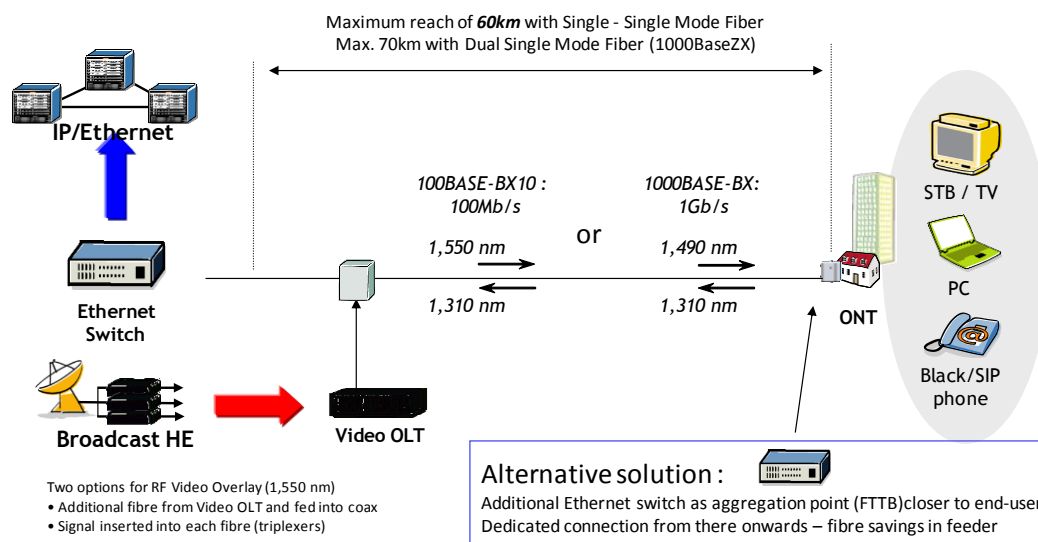 Maximum reach of 60km with Single - Single Mode Fiber
Max. 70km with Dual Single Mode Fiber (1000BaseZX)
IP/Ethernet
100BASE-BX10 :
100Mb/s
1000BASE-BX:
1Gb/s
or
1,550 nm
1,490 nm
1,310 nm
1,310 nm
Ethernet
Switch
ONT
STB / TV
PC
Black/SIP
phone
Broadcast HE
Video OLT
Two options for RF Video Overlay (1,550 nm)
• Additional fibre from Video OLT and fed into coax
• Signal inserted into each fibre (triplexers)
Alternative solution :
Additional Ethernet switch as aggregation point (FTTB)closer to end-user
Dedicated connection from there onwards – fibre savings in feeder